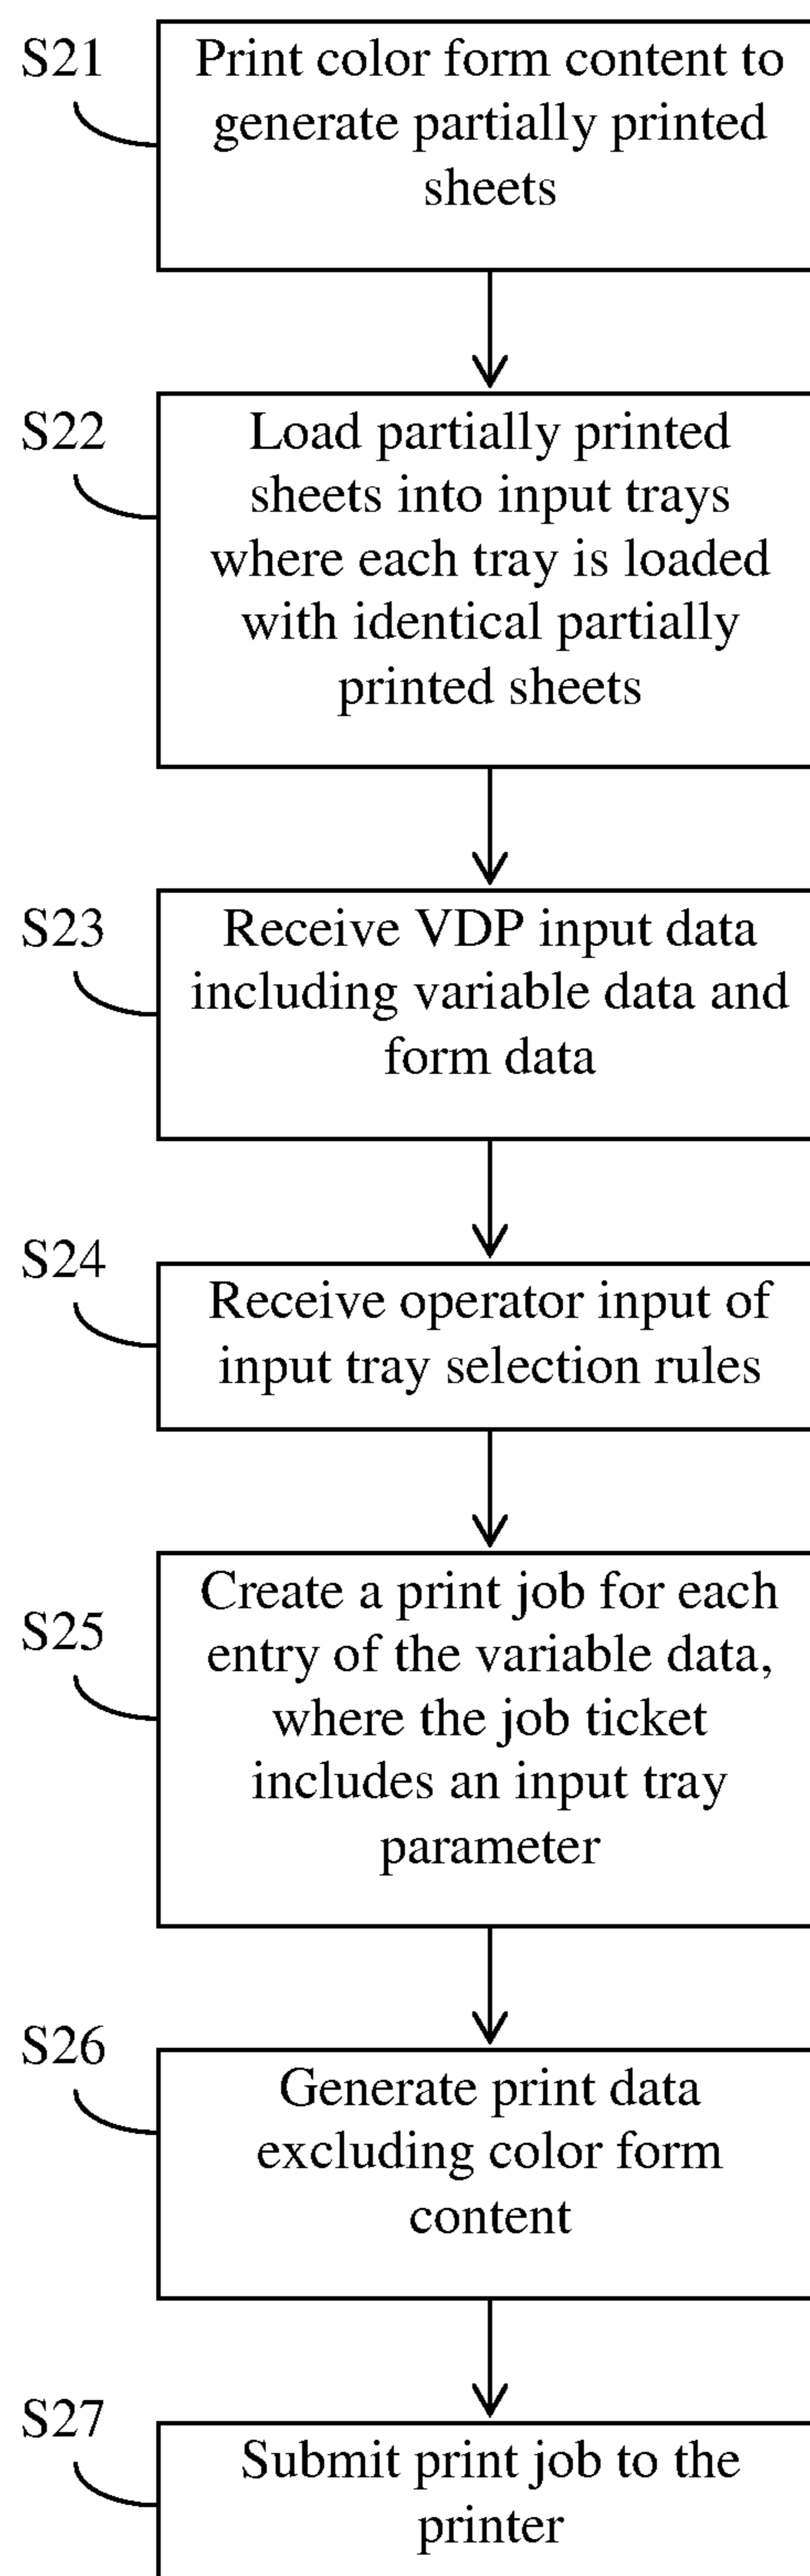 S21
Print color form content to
generate partially printed
sheets
S22
Load partially printed
sheets into input trays
where each tray is loaded
with identical partially
printed sheets
S23
Receive VDP input data
including variable data and
form data
S24
Receive operator input of
input tray selection rules
S25
Create a print job for each
entry of the variable data,
where the job ticket
includes an input tray
parameter
S26
Generate print data
excluding color form
content
S27
Submit print job to the
printer